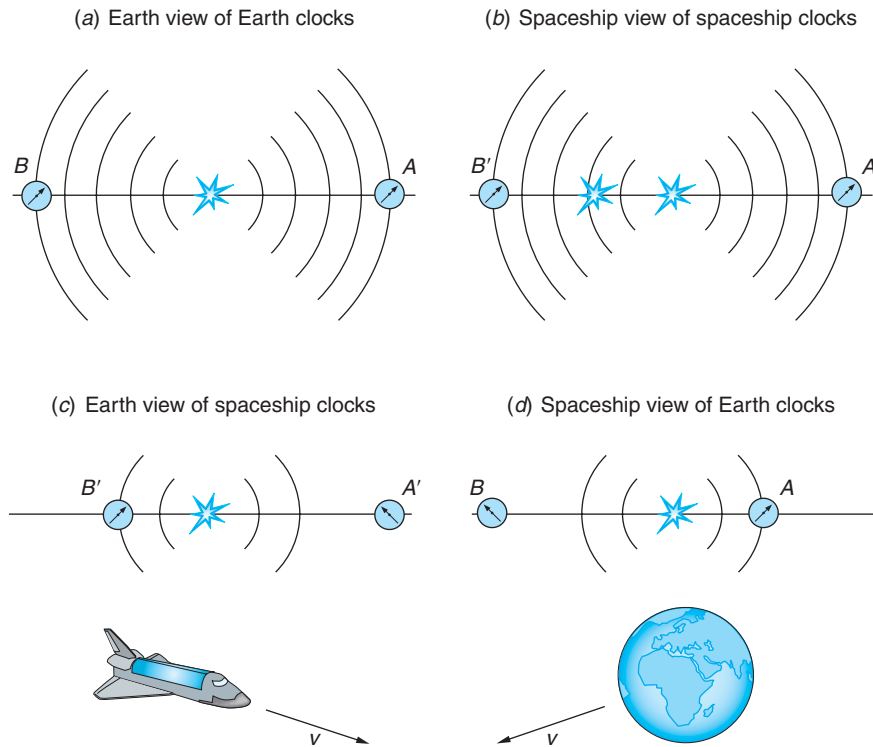 (a) Earth view of Earth clocks
(b) Spaceship view of spaceship clocks
B
A
B'
A
(c) Earth view of spaceship clocks
(d) Spaceship view of Earth clocks
B'
A'
B
A
v
v